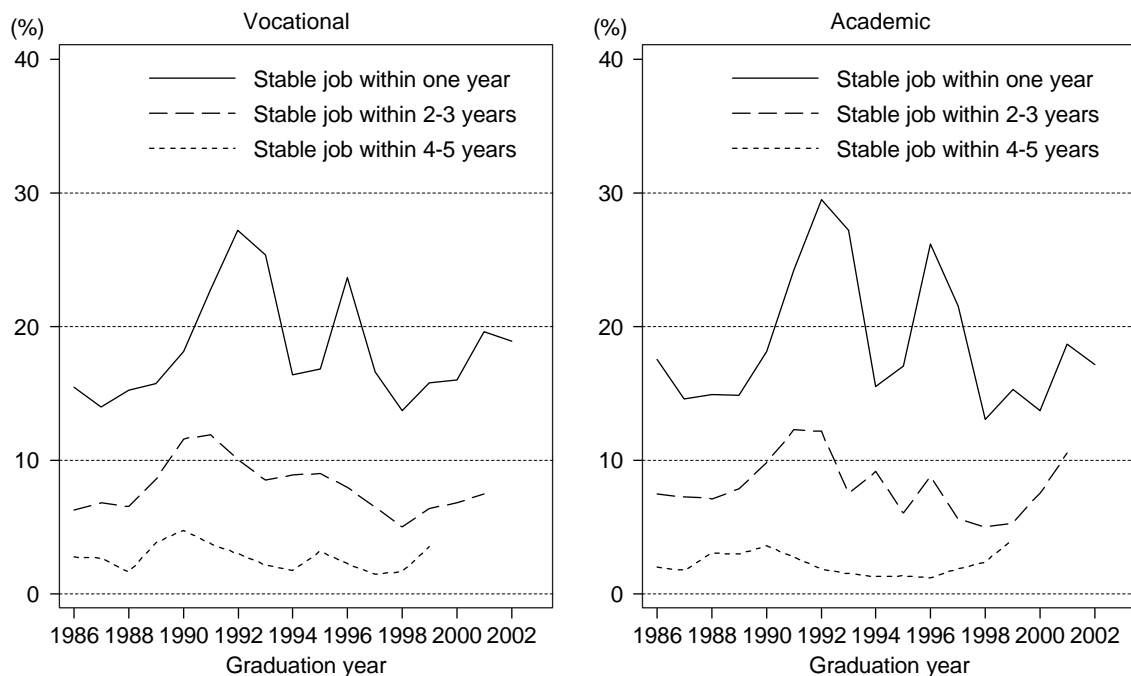 Vocational
(%)
40
30
20
10
0
Stable job within one year
Stable job within 2-3 years
Stable job within 4-5 years
1986 1988 1990 1992 1994 1996 1998 2000 2002
Graduation year
Academic
(%)
40
30
20
10
0
Stable job within one year
Stable job within 2-3 years
Stable job within 4-5 years
1986 1988 1990 1992 1994 1996 1998 2000 2002
Graduation year